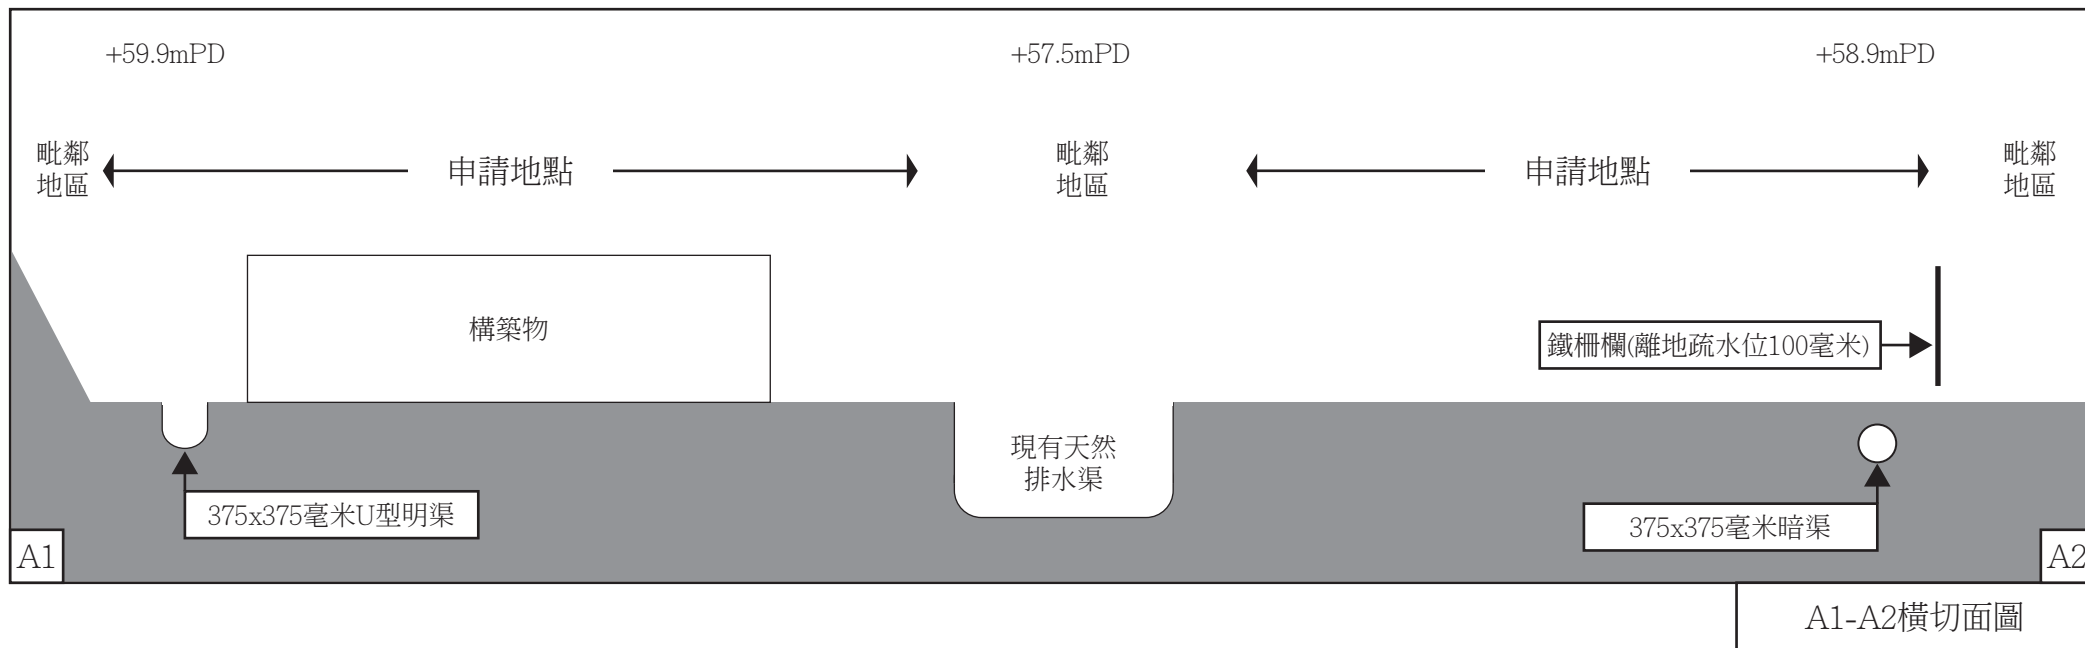 +59.9mPD
+57.5mPD
+58.9mPD
毗鄰
地區
申請地點
毗鄰
地區
申請地點
毗鄰
地區
構築物
鐵柵欄(離地疏水位100毫米)
現有天然
排水渠
375x375毫米U型明渠
375x375毫米暗渠
A1
A2
A1-A2橫切面圖